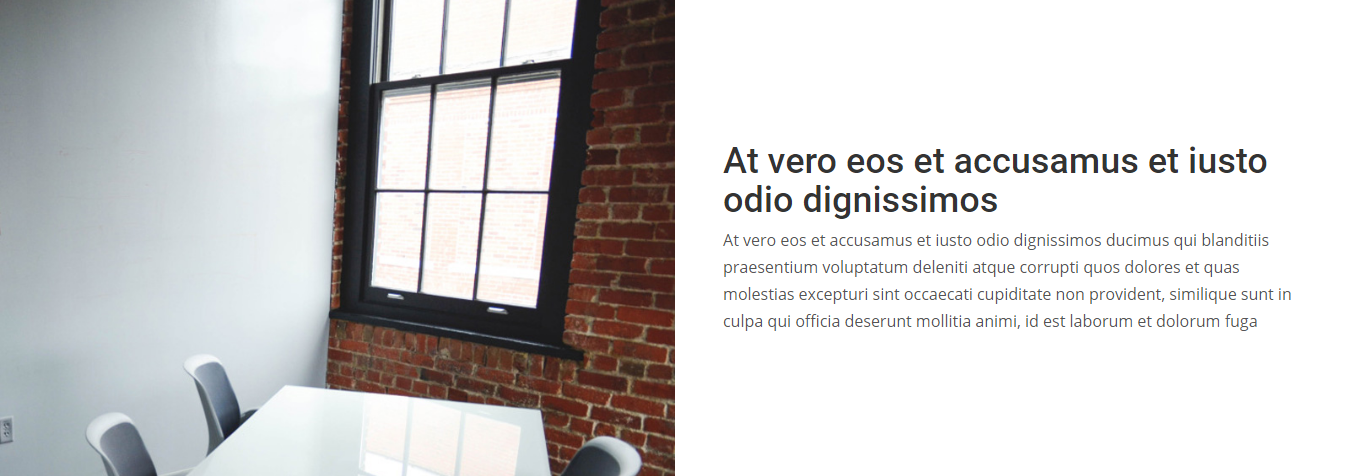 At vero eos et accusamus et iusto
odio dignissimos
At vero eos et accusamus et iusto odio dignissimos ducimus qui blanditiis
praesentium voluptatum deleniti atque corrupti quos dolores et quas
molestias excepturi sint occaecati cupiditate non provident, similique sunt in
culpa qui officia deserunt mollitia animi, id est laborum et dolorum fuga